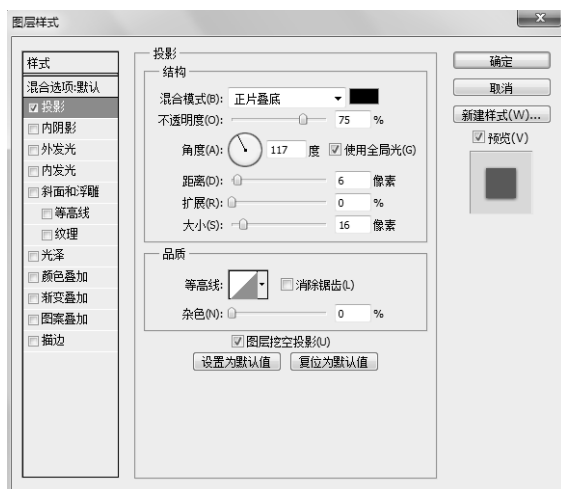 图层样式
样式
混合选项:默认
投影
内阴影
外发光
内发光
斜面和浮雕
等高线
纹理
光泽
颜色叠加
渐变叠加
图案叠加
描边
投影
结构
混合模式(B): 正片叠底
不透明度(O): 75 %
角度(A): 117 度 使用全局光(G)
距离(D): 6 像素
扩展(R): 0 %
大小(S): 16 像素
品质
等高线: 消除锯齿(L)
杂色(N): 0 %
图层挖空投影(U)
设置为默认值 复位为默认值
确定
取消
新建样式(W)...
预览(V)